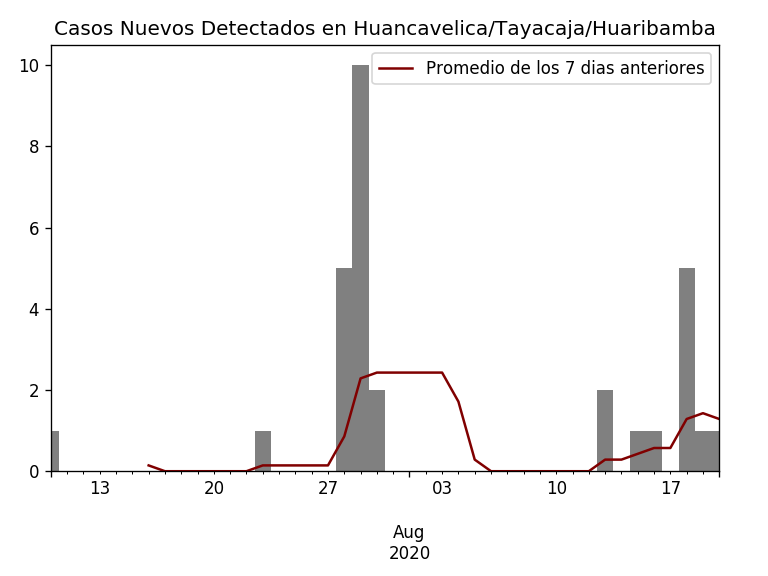 Casos Nuevos Detectados en Huancavelica/Tayacaja/Huaribamba
Promedio de los 7 dias anteriores
10
8
6
4
2
0
13 20 27 03 10 17
Aug
2020